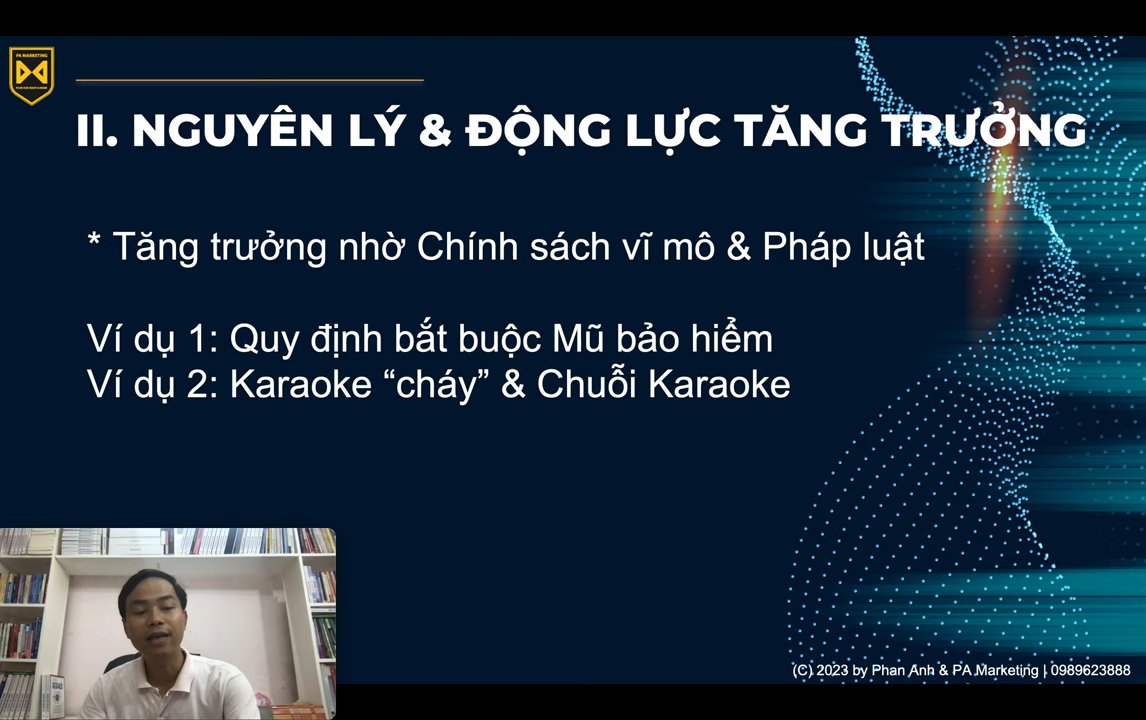 PA MARKETING
II. NGUYÊN LÝ & ĐỘNG LỰC TĂNG TRƯỞNG
* Tăng trưởng nhờ Chính sách vĩ mô & Pháp luật
Ví dụ 1: Quy định bắt buộc Mũ bảo hiểm
Ví dụ 2: Karaoke “cháy” & Chuỗi Karaoke
(C) 2023 by Phan Anh & PA Marketing | 0989623888